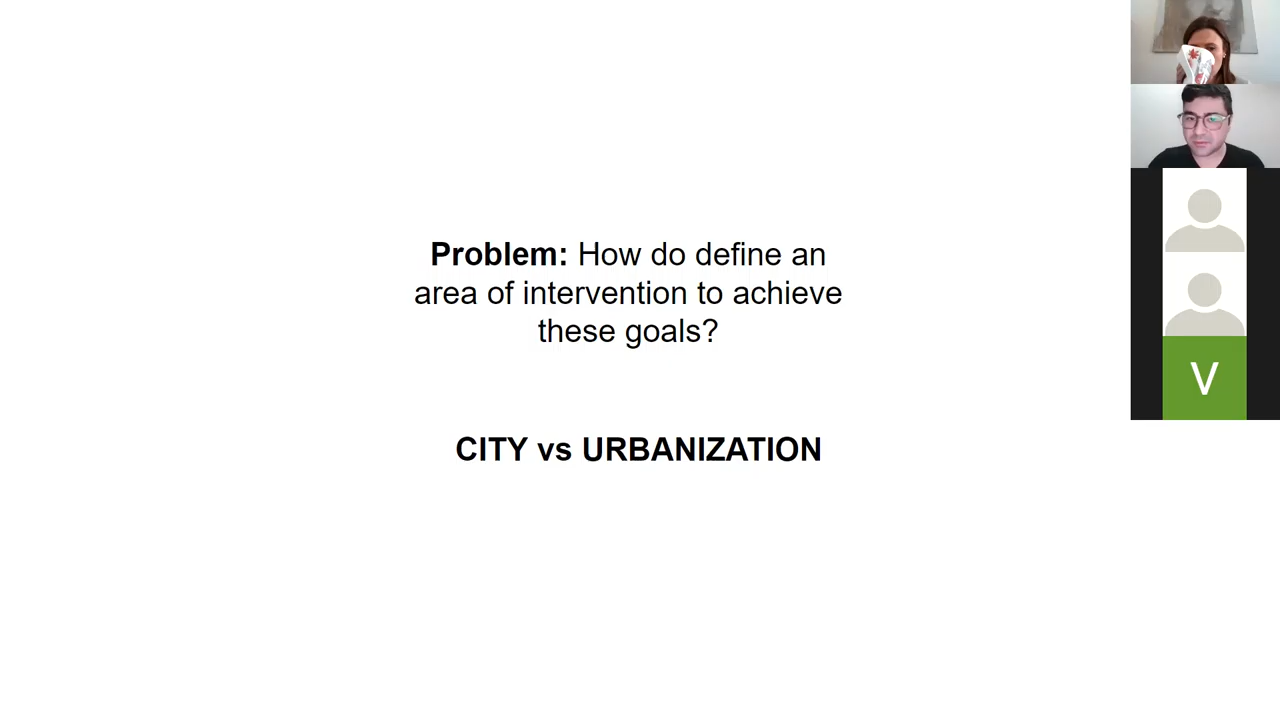 Problem: How do define an
area of intervention to achieve
these goals?
CITY vs URBANIZATION
V